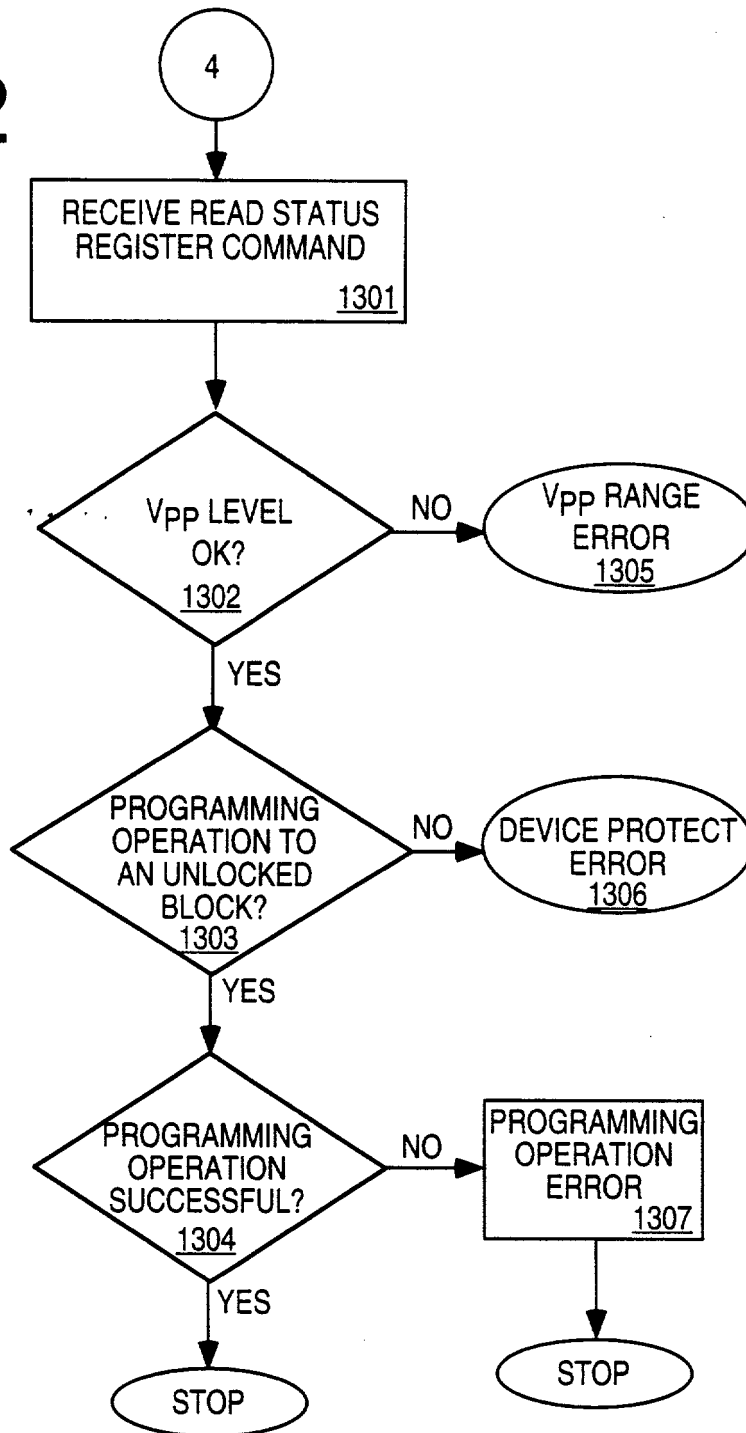 2
4
RECEIVE READ STATUS
REGISTER COMMAND
1301
VPP LEVEL
OK?
1302
NO
VPP RANGE
ERROR
1305
YES
PROGRAMMING
OPERATION TO
AN UNLOCKED
BLOCK?
1303
NO
DEVICE PROTECT
ERROR
1306
YES
PROGRAMMING
OPERATION
SUCCESSFUL?
1304
NO
PROGRAMMING
OPERATION
ERROR
1307
YES
STOP
STOP